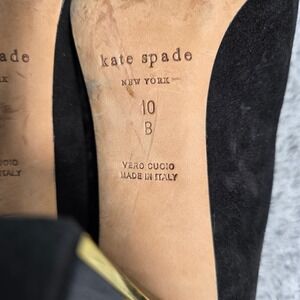 kate spade
NEW YORK
10
B
VERO CUOIO
MADE IN ITALY